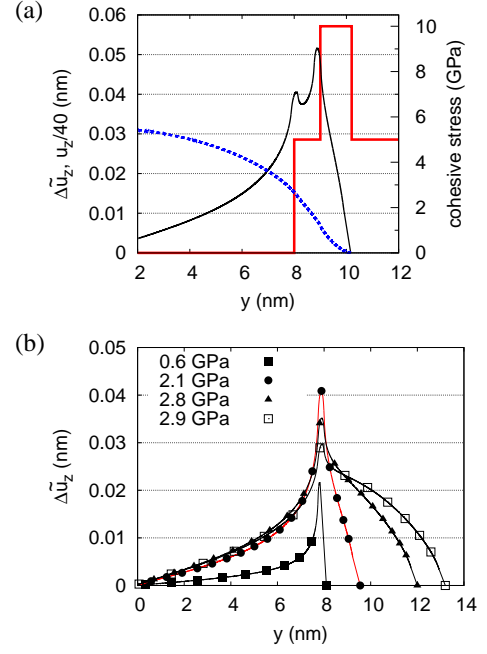 (a)
0.06
0.05
0.04
0.03
0.02
0.01
0
10
8
6
4
2
0
2 4 6 8 10 12
Δũz, uz/40 (nm)
cohesive stress (GPa)
y (nm)
(b)
0.05
0.04
0.03
0.02
0.01
0
0 2 4 6 8 10 12 14
0.6 GPa
2.1 GPa
2.8 GPa
2.9 GPa
Δũz (nm)
y (nm)